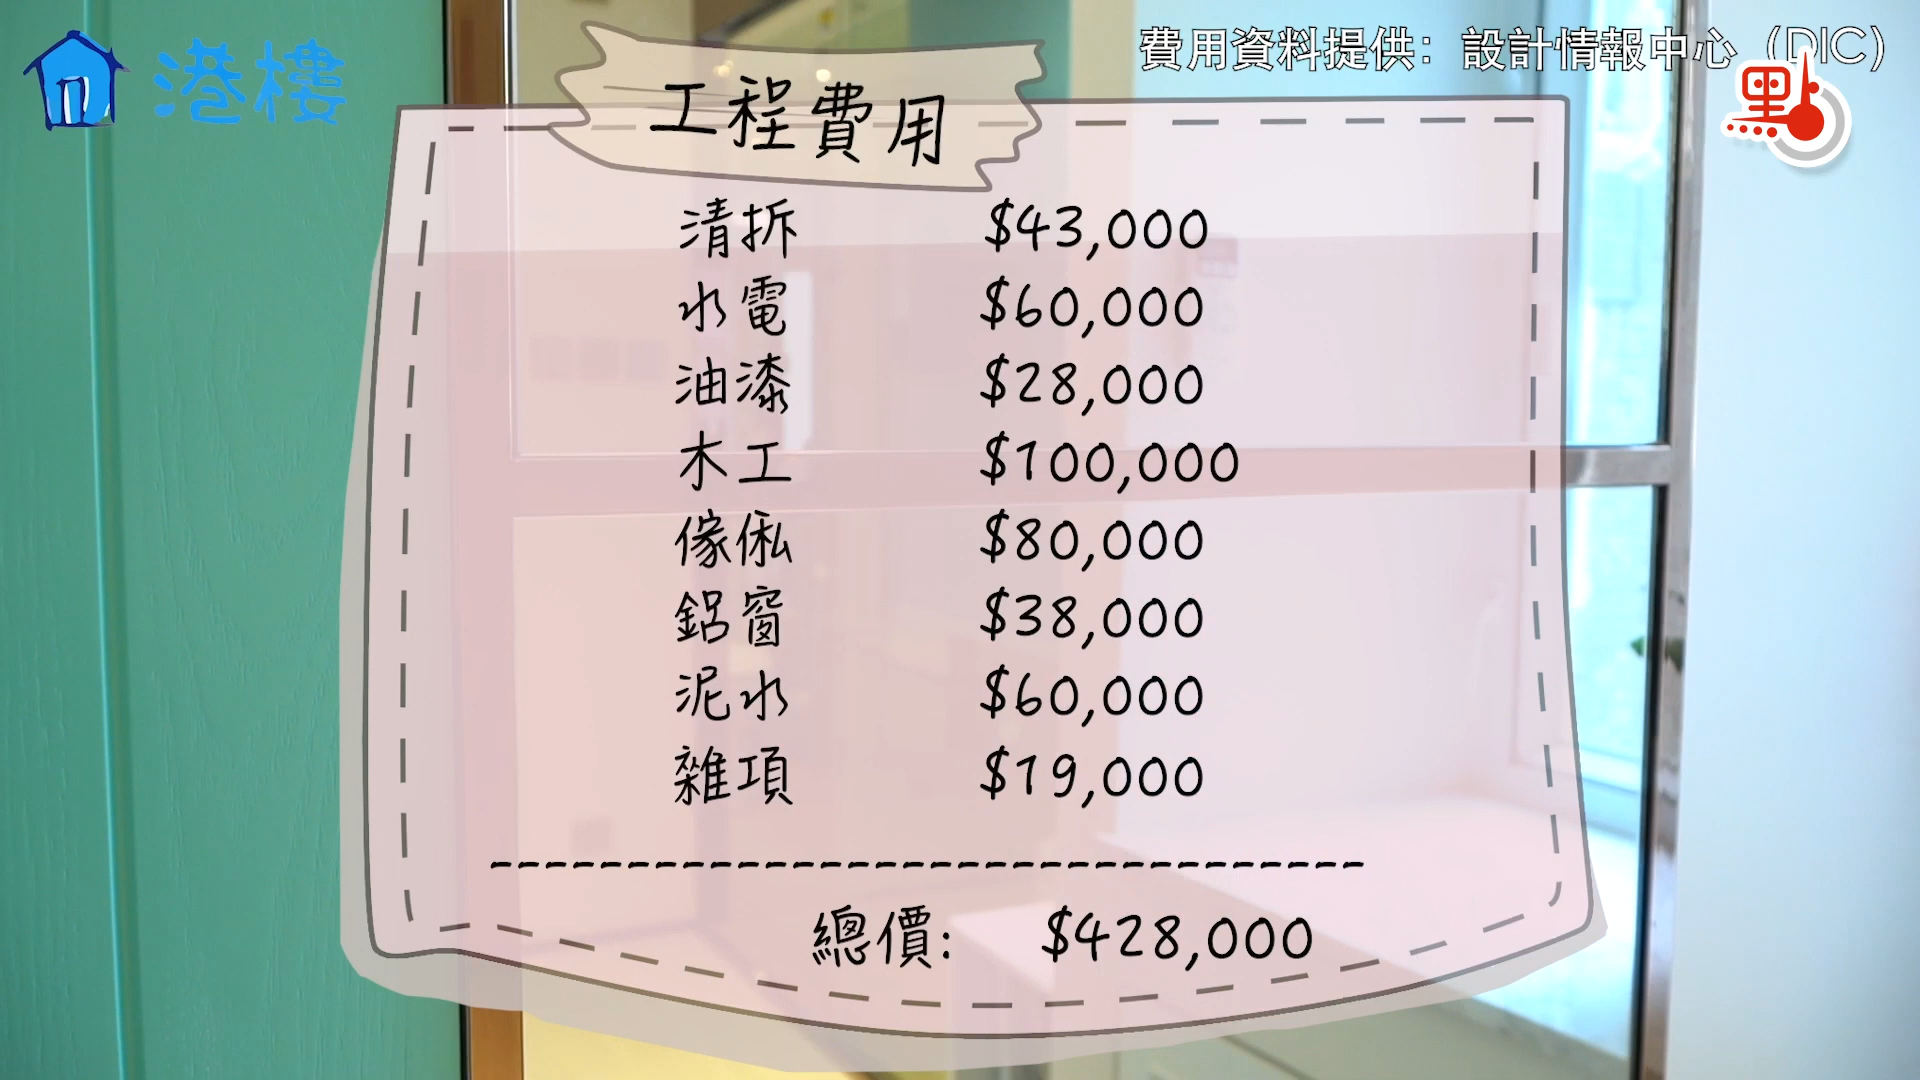 港樓
費用資料提供：設計情報中心（DIC）
點
工程費用
清拆 $43,000
水電 $60,000
油漆 $28,000
木工 $100,000
傢俬 $80,000
鋁窗 $38,000
泥水 $60,000
雜項 $19,000
總價: $428,000